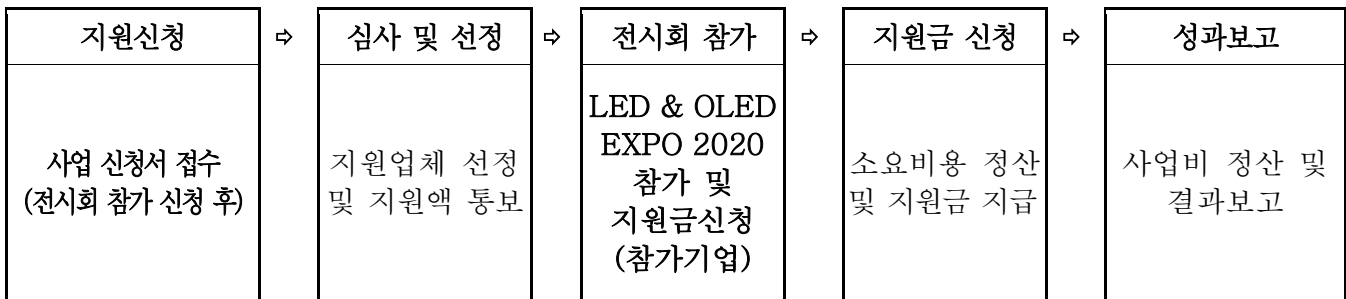 지원신청 ⇨ 심사 및 선정 ⇨ 전시회 참가 ⇨ 지원금 신청 ⇨ 성과보고
사업 신청서 접수
(전시회 참가 신청 후)
지원업체 선정
및 지원액 통보
LED & OLED
EXPO 2020
참가 및
지원금신청
(참가기업)
소요비용 정산
및 지원금 지급
사업비 정산 및
결과보고